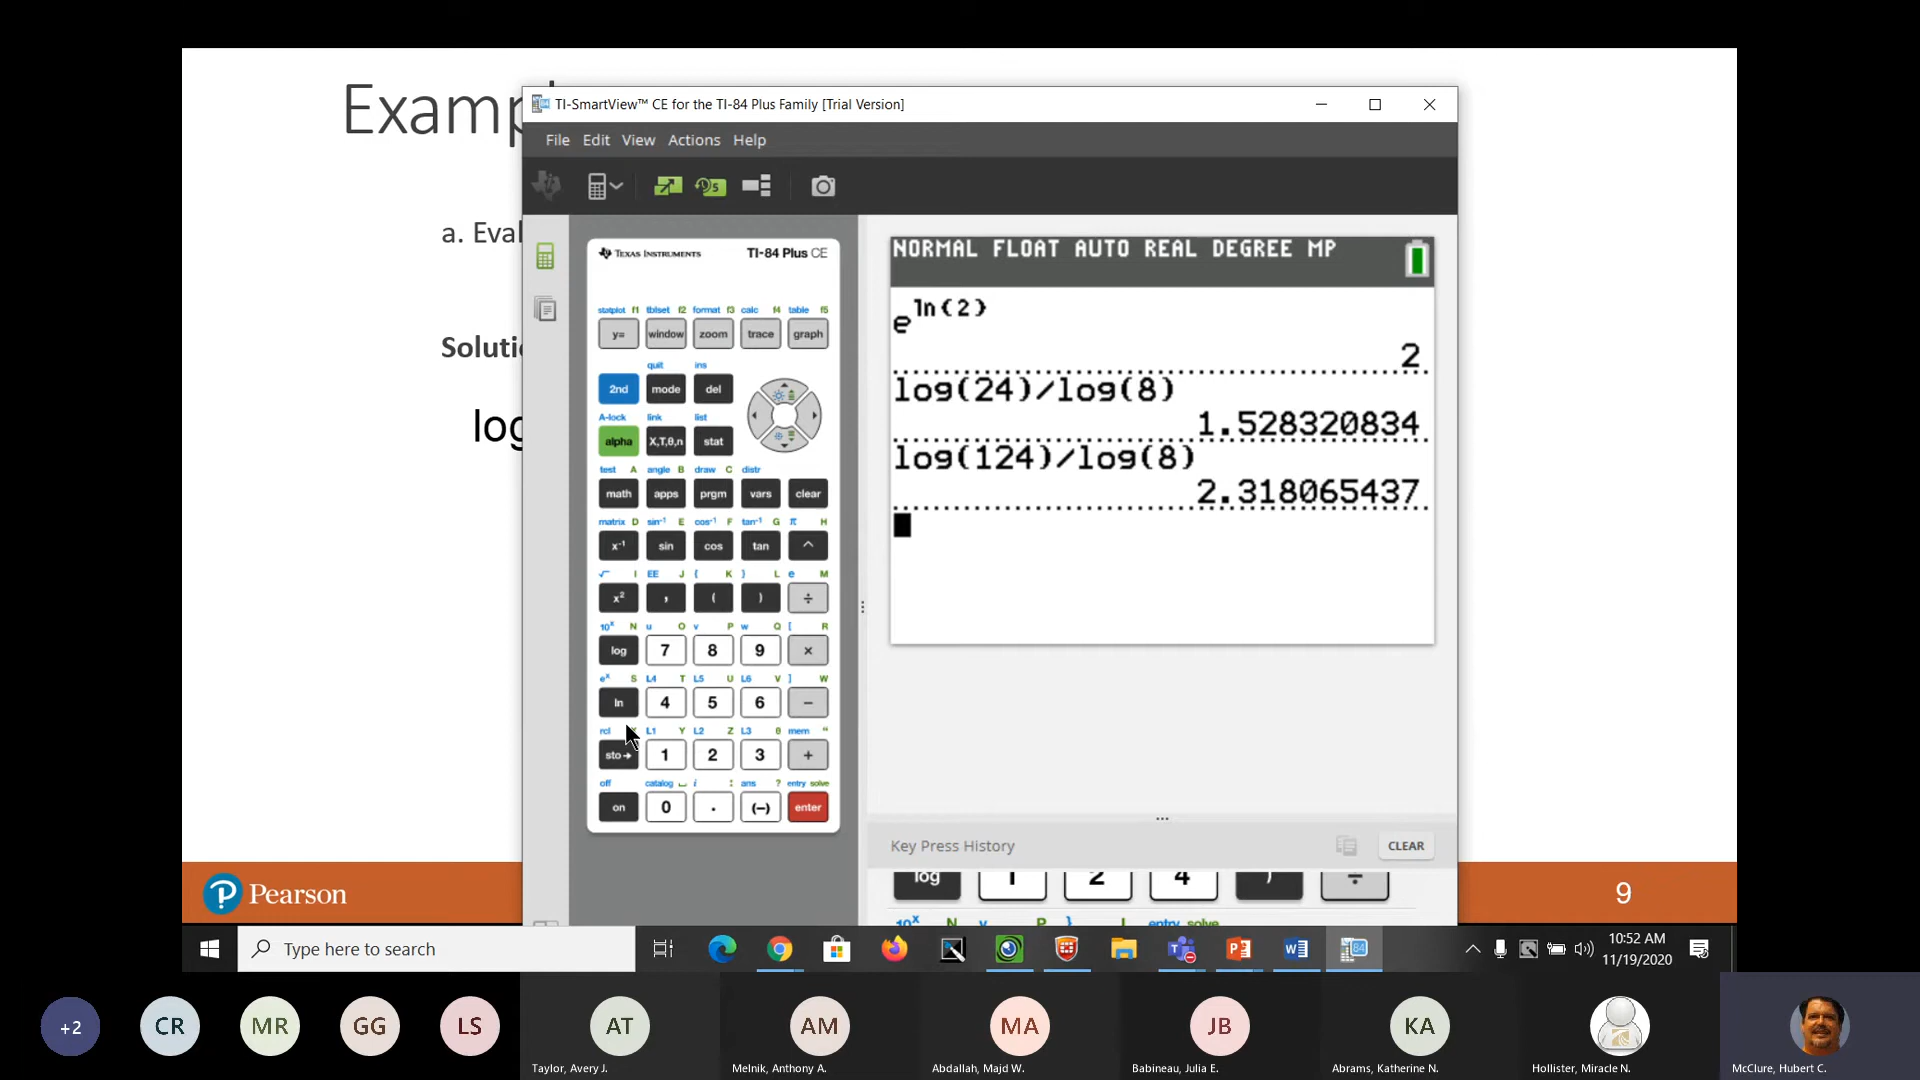 Examp
a. Eval
Solutio
log
TI-SmartView™ CE for the TI-84 Plus Family [Trial Version]
File Edit View Actions Help
TEXAS INSTRUMENTS TI-84 Plus CE
statplot f1 tblset f2 format f3 calc f4 table f5
y= window zoom trace graph
quit ins
2nd mode del
A-lock link list
alpha X,T,θ,n stat
test A angle B draw C distr
math apps prgm vars clear
matrix D sin⁻¹ E cos⁻¹ F tan⁻¹ G π H
x⁻¹ sin cos tan ^
√ I EE J { K } L e M
x² , ( ) ÷
10ˣ N u O v P w Q [ R
log 7 8 9 ×
eˣ S L4 T L5 U L6 V ] W
ln 4 5 6 −
rcl X L1 Y L2 Z L3 θ mem "
sto→ 1 2 3 +
off catalog ⎵ i : ans ? entry solve
on 0 . (−) enter
NORMAL FLOAT AUTO REAL DEGREE MP
e^ln(2)
2
log(24)/log(8)
1.528320834
log(124)/log(8)
2.318065437
Key Press History
CLEAR
log 1 2 4 ) ÷
10ˣ N v P } L entry solve
Pearson
9
Type here to search
10:52 AM
11/19/2020
+2
CR
MR
GG
LS
AT
AM
MA
JB
KA
Taylor, Avery J.
Melnik, Anthony A.
Abdallah, Majd W.
Babineau, Julia E.
Abrams, Katherine N.
Hollister, Miracle N.
McClure, Hubert C.